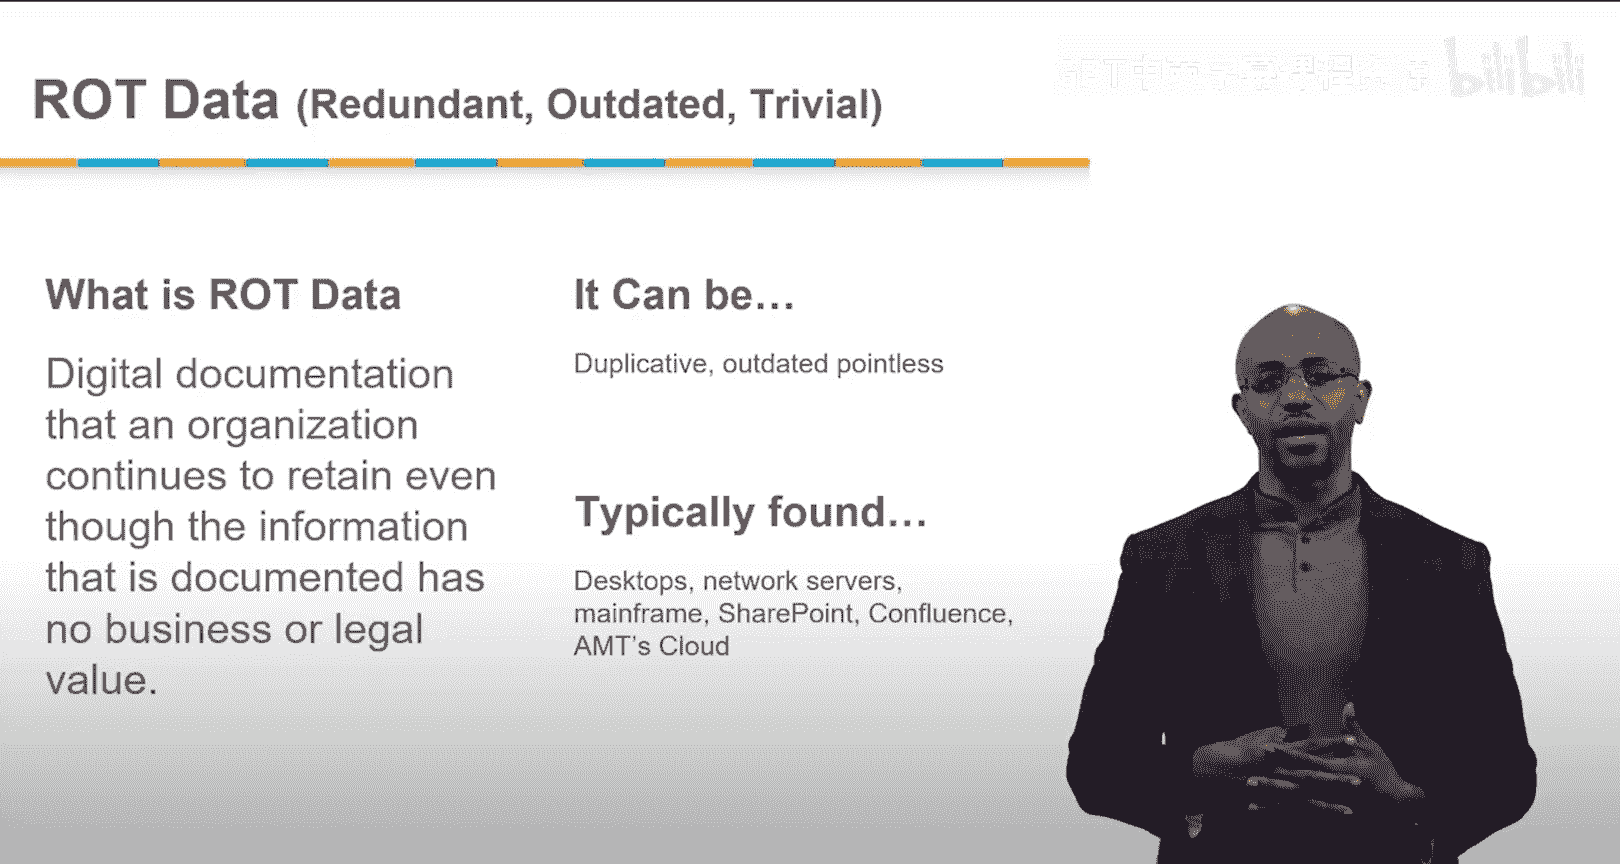 ROT Data (Redundant, Outdated, Trivial)
What is ROT Data
Digital documentation
that an organization
continues to retain even
though the information
that is documented has
no business or legal
value.
It Can be…
Duplicative, outdated pointless
Typically found…
Desktops, network servers,
mainframe, SharePoint, Confluence,
AMT’s Cloud
bilibili